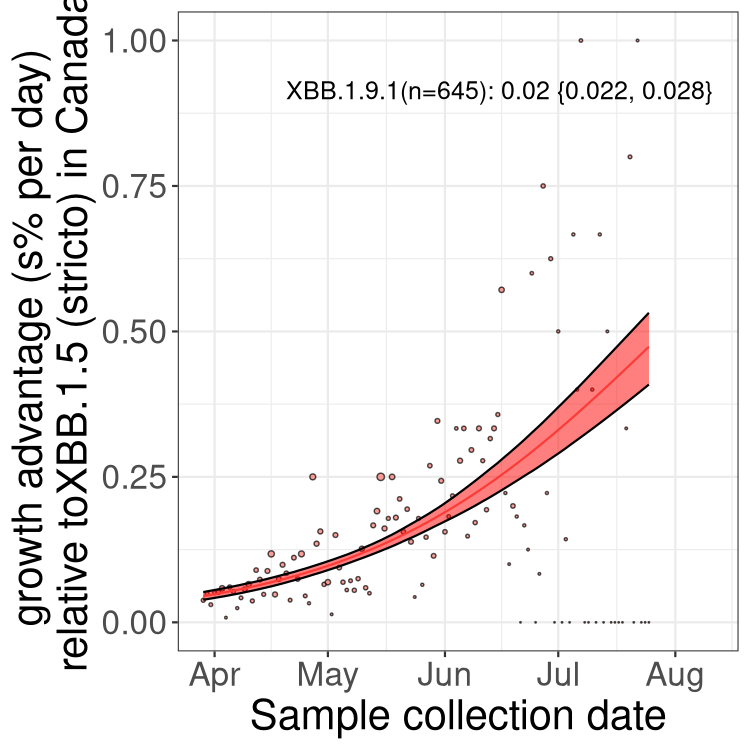 growth advantage (s% per day)
relative toXBB.1.5 (stricto) in Canada
1.00
0.75
0.50
0.25
0.00
XBB.1.9.1(n=645): 0.02 {0.022, 0.028}
Apr May Jun Jul Aug
Sample collection date